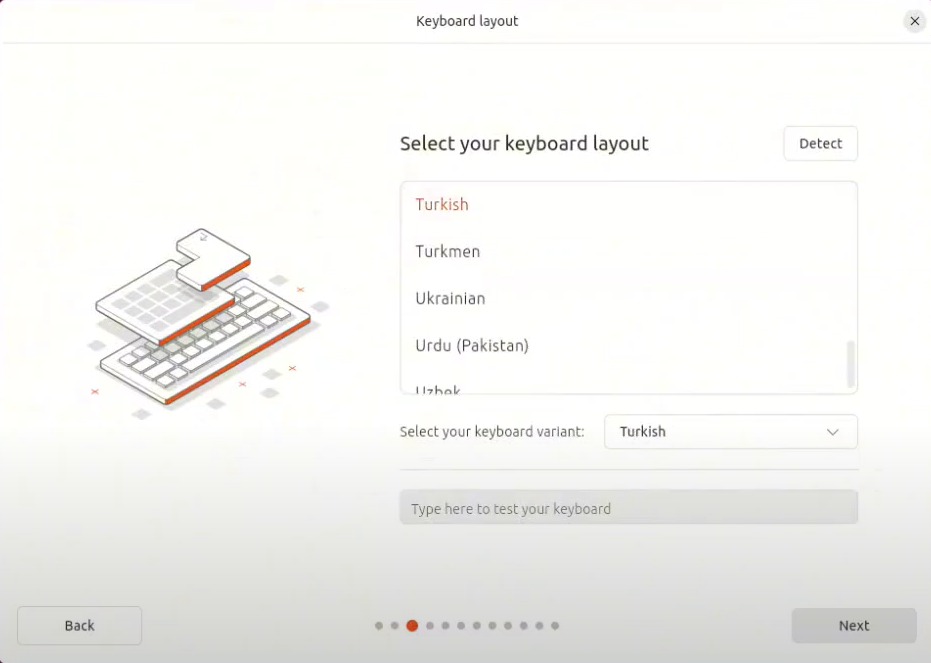 Keyboard layout
Select your keyboard layout
Detect
Turkish
Turkmen
Ukrainian
Urdu (Pakistan)
Uzbek
Select your keyboard variant:
Turkish
Type here to test your keyboard
Back
Next